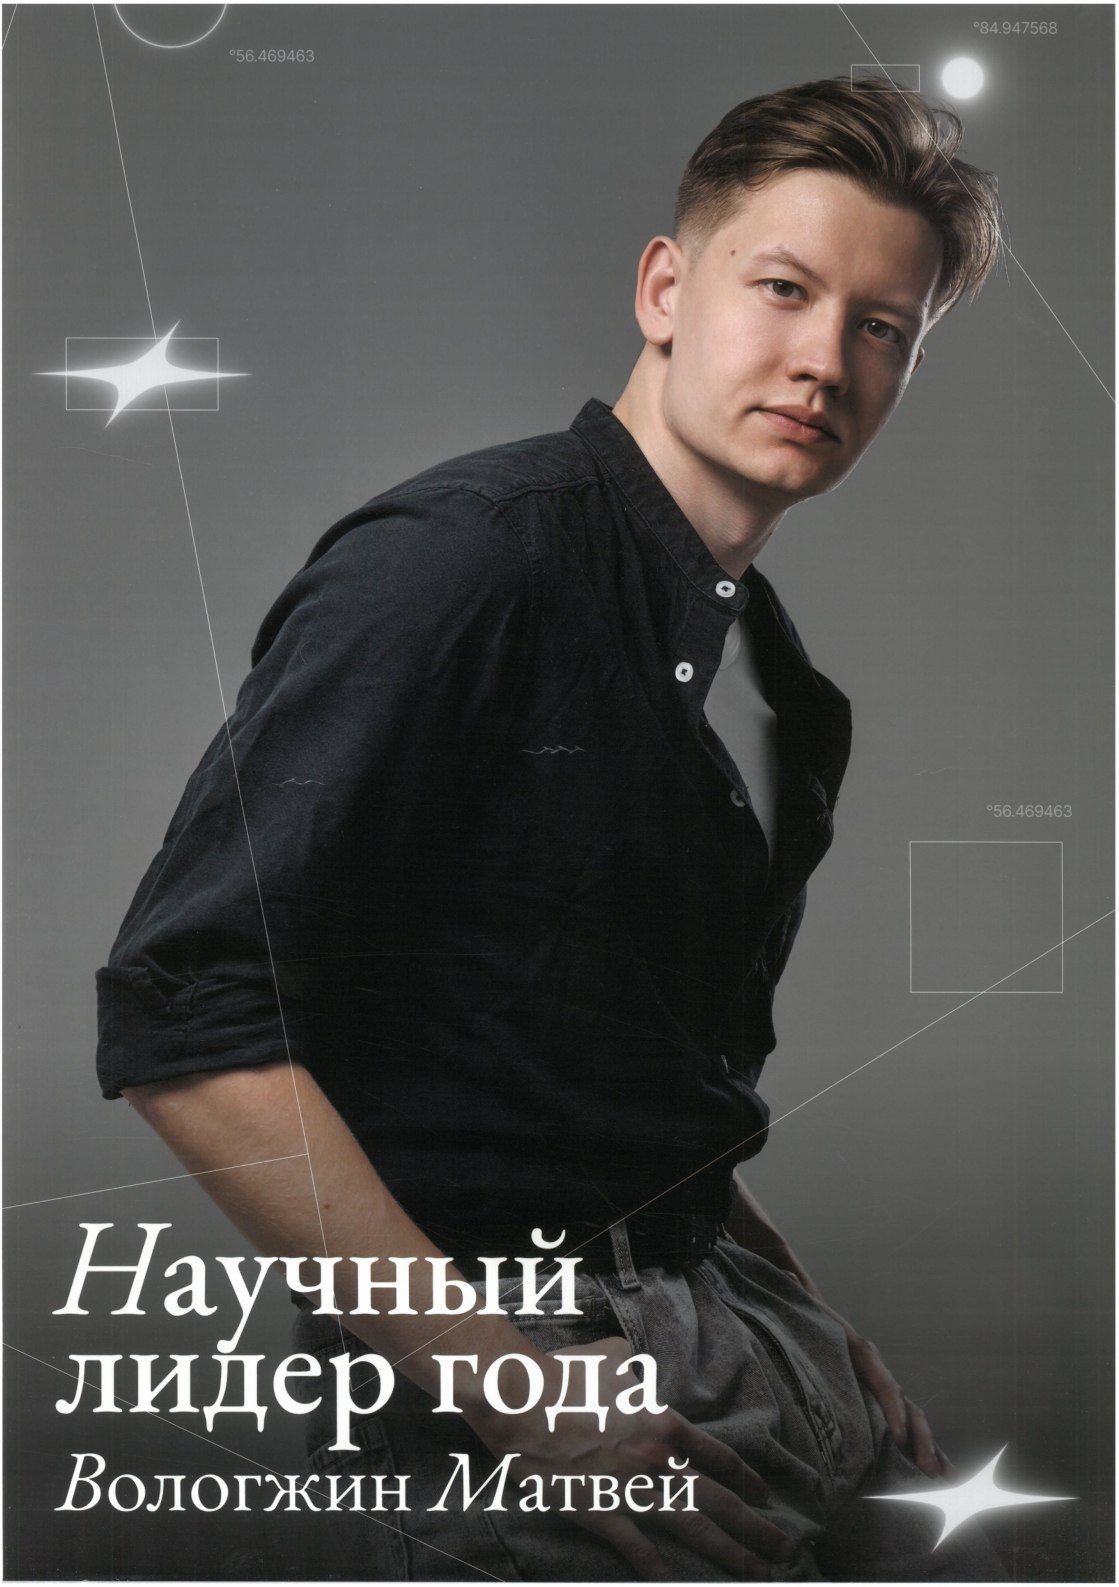 °56.469463
°84.947568
°56.469463
Научный
лидер года
Вологжин Матвей